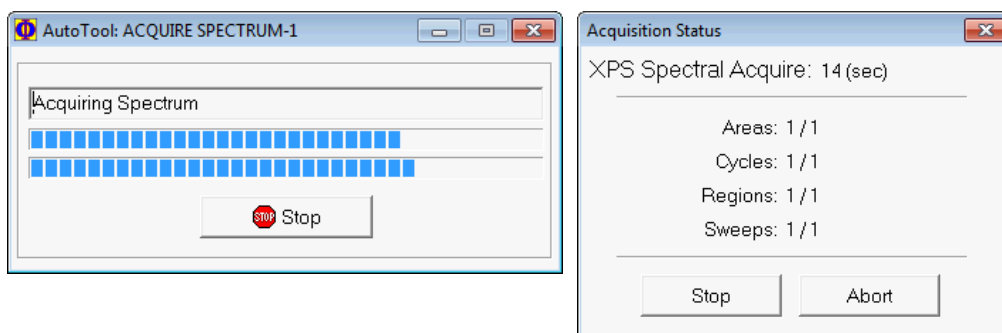 AutoTool: ACQUIRE SPECTRUM-1
Acquiring Spectrum
STOP Stop
Acquisition Status
XPS Spectral Acquire: 14 (sec)
Areas: 1 / 1
Cycles: 1 / 1
Regions: 1 / 1
Sweeps: 1 / 1
Stop Abort